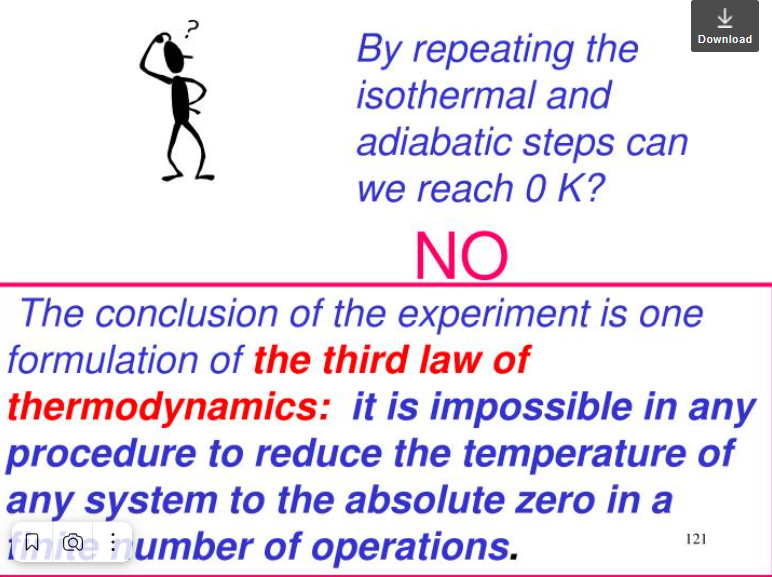 ?
Download
By repeating the
isothermal and
adiabatic steps can
we reach 0 K?
NO
The conclusion of the experiment is one
formulation of the third law of
thermodynamics: it is impossible in any
procedure to reduce the temperature of
any system to the absolute zero in a
finite number of operations.
121